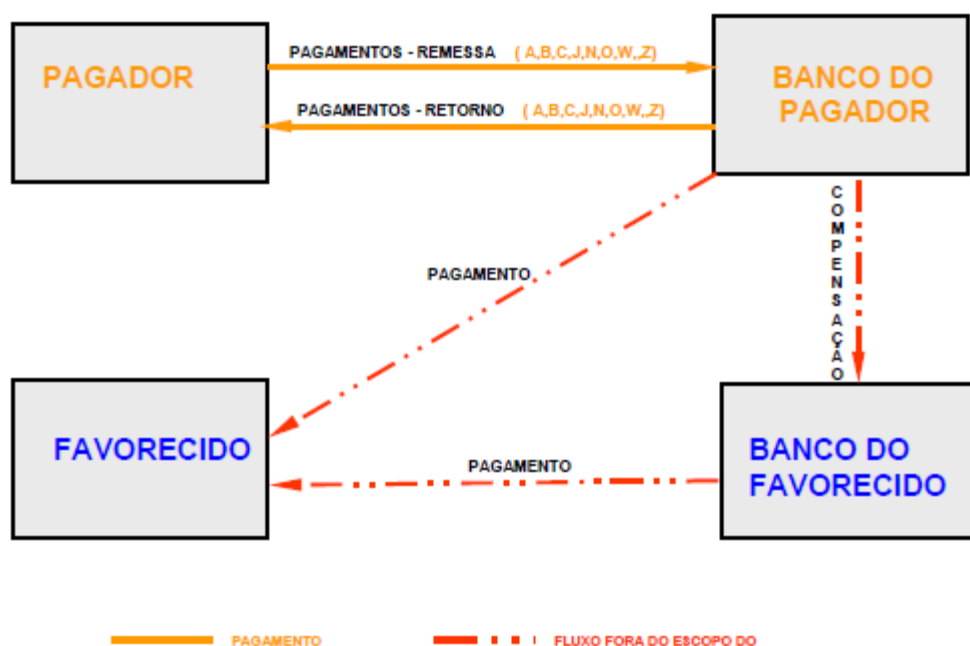 PAGAMENTOS - REMESSA ( A,B,C,J,N,O,W,,Z)
PAGADOR
BANCO DO
PAGADOR
PAGAMENTOS - RETORNO ( A,B,C,J,N,O,W,,Z)
COMPENSAÇÃO
PAGAMENTO
FAVORECIDO
PAGAMENTO
BANCO DO
FAVORECIDO
PAGAMENTO
FLUXO FORA DO ESCOPO DO